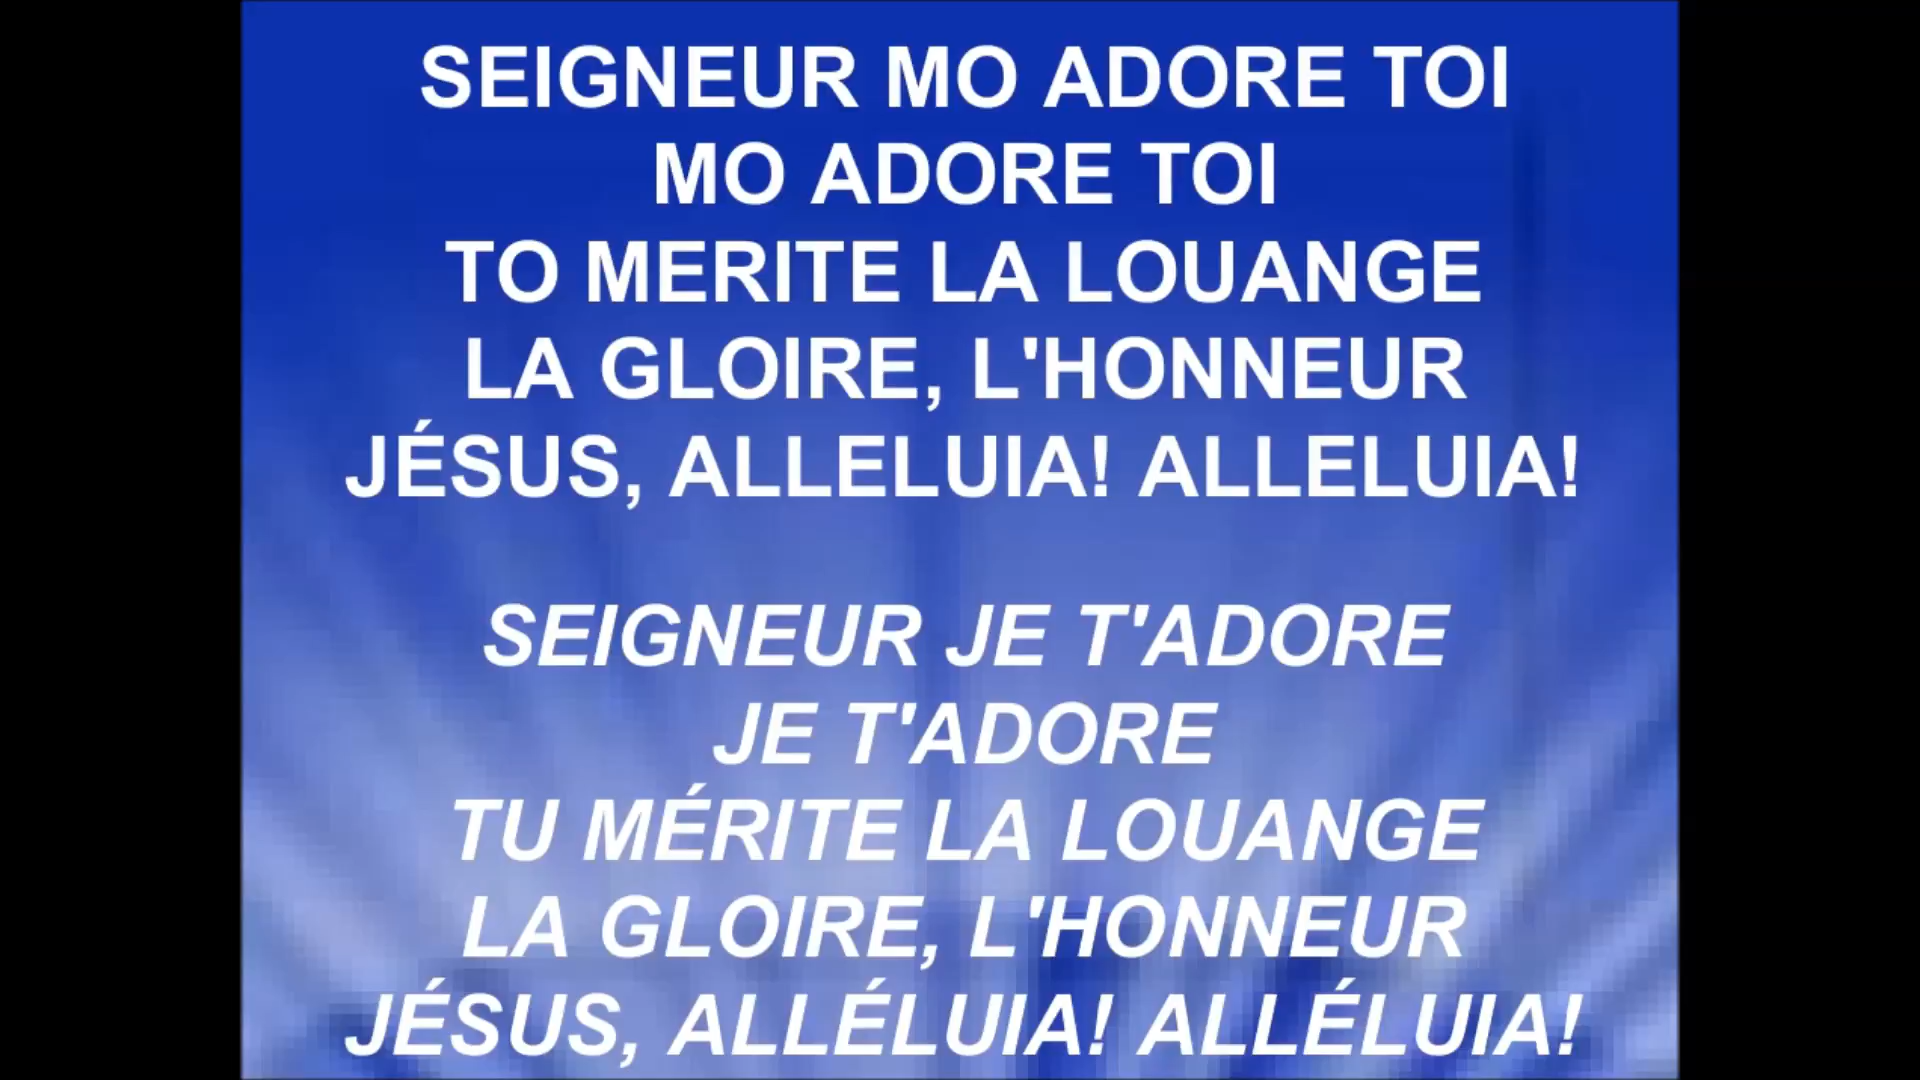 SEIGNEUR MO ADORE TOI
MO ADORE TOI
TO MERITE LA LOUANGE
LA GLOIRE, L'HONNEUR
JÉSUS, ALLELUIA! ALLELUIA!
SEIGNEUR JE T'ADORE
JE T'ADORE
TU MÉRITE LA LOUANGE
LA GLOIRE, L'HONNEUR
JÉSUS, ALLÉLUIA! ALLÉLUIA!